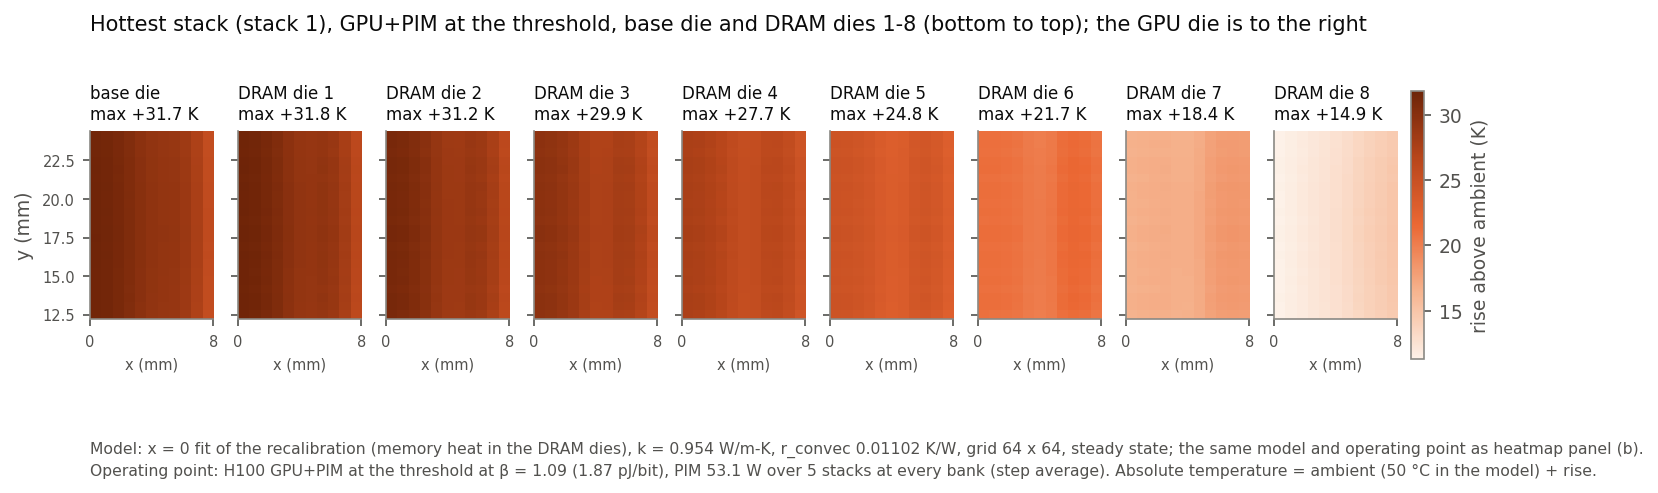 Hottest stack (stack 1), GPU+PIM at the threshold, base die and DRAM dies 1-8 (bottom to top); the GPU die is to the right
base die
max +31.7 K
DRAM die 1
max +31.8 K
DRAM die 2
max +31.2 K
DRAM die 3
max +29.9 K
DRAM die 4
max +27.7 K
DRAM die 5
max +24.8 K
DRAM die 6
max +21.7 K
DRAM die 7
max +18.4 K
DRAM die 8
max +14.9 K
y (mm)
22.5
20.0
17.5
15.0
12.5
0 8
x (mm)
0 8
x (mm)
0 8
x (mm)
0 8
x (mm)
0 8
x (mm)
0 8
x (mm)
0 8
x (mm)
0 8
x (mm)
0 8
x (mm)
30
25
20
15
rise above ambient (K)
Model: x = 0 fit of the recalibration (memory heat in the DRAM dies), k = 0.954 W/m-K, r_convec 0.01102 K/W, grid 64 x 64, steady state; the same model and operating point as heatmap panel (b).
Operating point: H100 GPU+PIM at the threshold at β = 1.09 (1.87 pJ/bit), PIM 53.1 W over 5 stacks at every bank (step average). Absolute temperature = ambient (50 °C in the model) + rise.